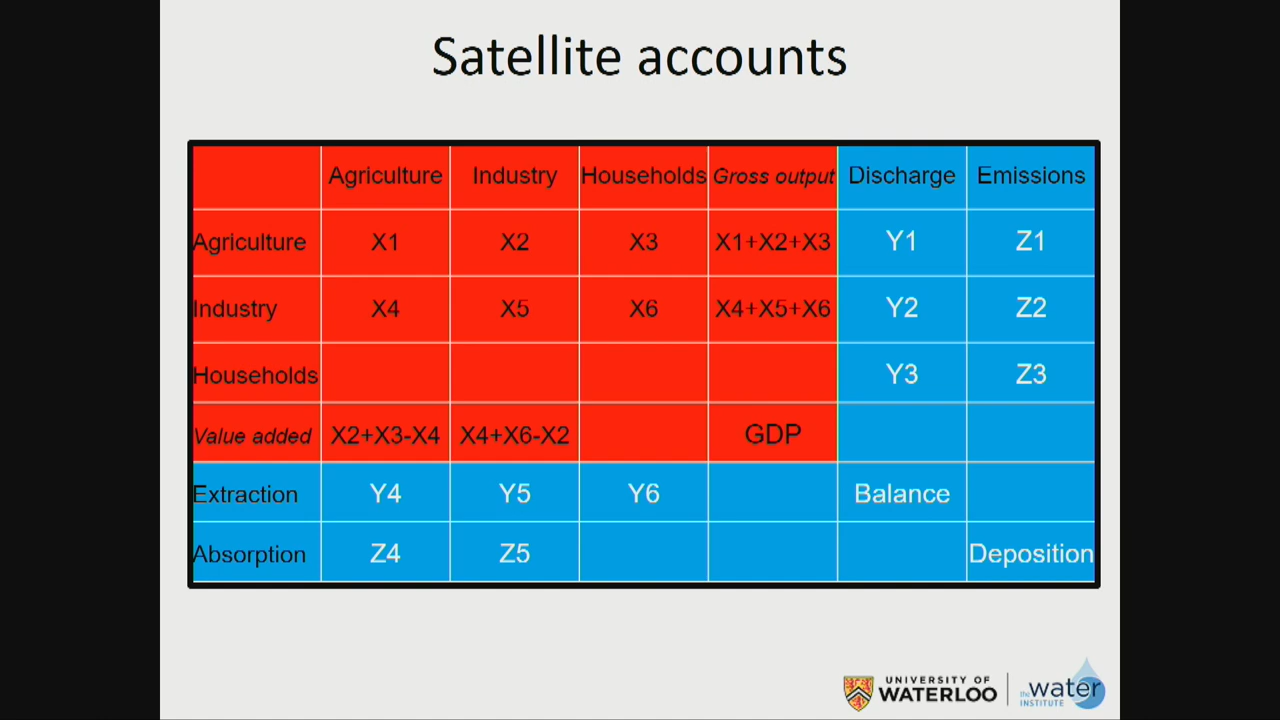 Satellite accounts
Agriculture Industry Households Gross output Discharge Emissions
Agriculture X1 X2 X3 X1+X2+X3 Y1 Z1
Industry X4 X5 X6 X4+X5+X6 Y2 Z2
Households Y3 Z3
Value added X2+X3-X4 X4+X6-X2 GDP
Extraction Y4 Y5 Y6 Balance
Absorption Z4 Z5 Deposition
UNIVERSITY OF
WATERLOO
the water
INSTITUTE